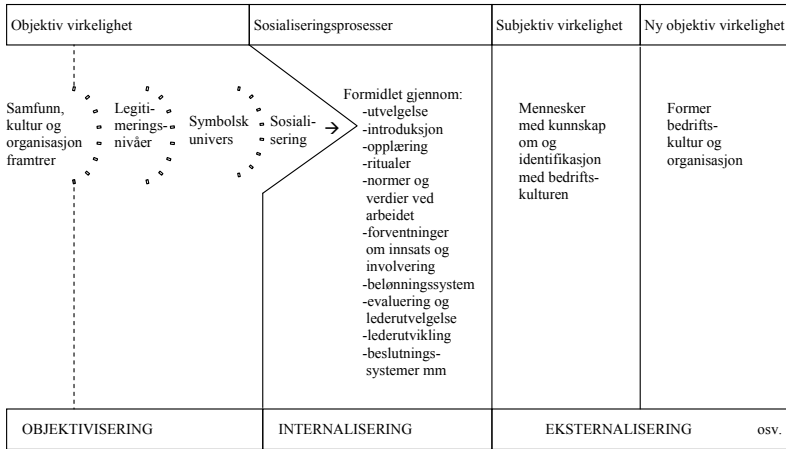 Objektiv virkelighet
Sosialiseringsprosesser
Subjektiv virkelighet
Ny objektiv virkelighet
Samfunn,
kultur og
organisasjon
framtrer
Legiti-
merings-
nivåer
Symbolsk
univers
Sosiali-
sering →
Formidlet gjennom:
-utvelgelse
-introduksjon
-opplæring
-ritualer
-normer og
verdier ved
arbeidet
-forventninger
om innsats og
involvering
-belønningssystem
-evaluering og
lederutvelgelse
-lederutvikling
-beslutnings-
systemer mm
Mennesker
med kunnskap
om og
identifikasjon
med bedrifts-
kulturen
Former
bedrifts-
kultur og
organisasjon
OBJEKTIVISERING
INTERNALISERING
EKSTERNALISERING osv.